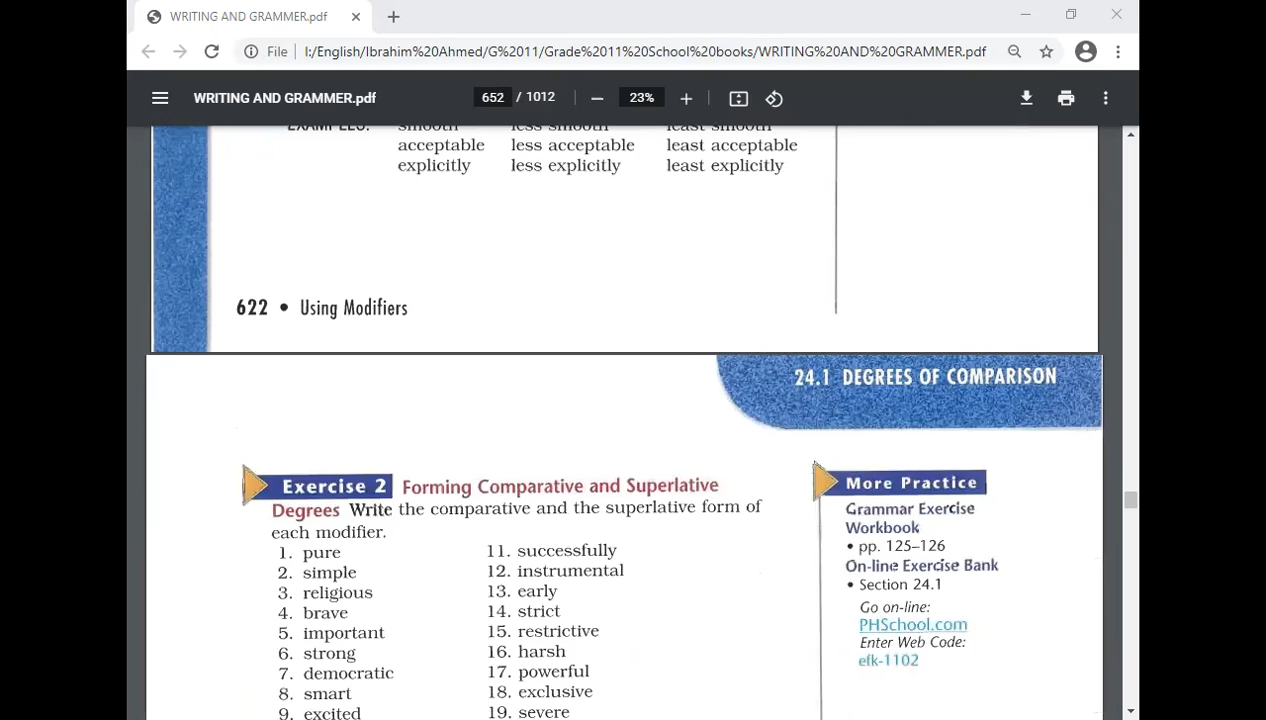 WRITING AND GRAMMER.pdf
File
I:/English/Ibrahim%20Ahmed/G%2011/Grade%2011%20School%20books/WRITING%20AND%20GRAMMER.pdf
WRITING AND GRAMMER.pdf
652 / 1012
23%
EXAMPLES: smooth less smooth least smooth
acceptable less acceptable least acceptable
explicitly less explicitly least explicitly
622 • Using Modifiers
24.1 DEGREES OF COMPARISON
Exercise 2 Forming Comparative and Superlative
Degrees Write the comparative and the superlative form of
each modifier.
1. pure
2. simple
3. religious
4. brave
5. important
6. strong
7. democratic
8. smart
9. excited
11. successfully
12. instrumental
13. early
14. strict
15. restrictive
16. harsh
17. powerful
18. exclusive
19. severe
More Practice
Grammar Exercise
Workbook
• pp. 125–126
On-line Exercise Bank
• Section 24.1
Go on-line:
PHSchool.com
Enter Web Code:
efk-1102